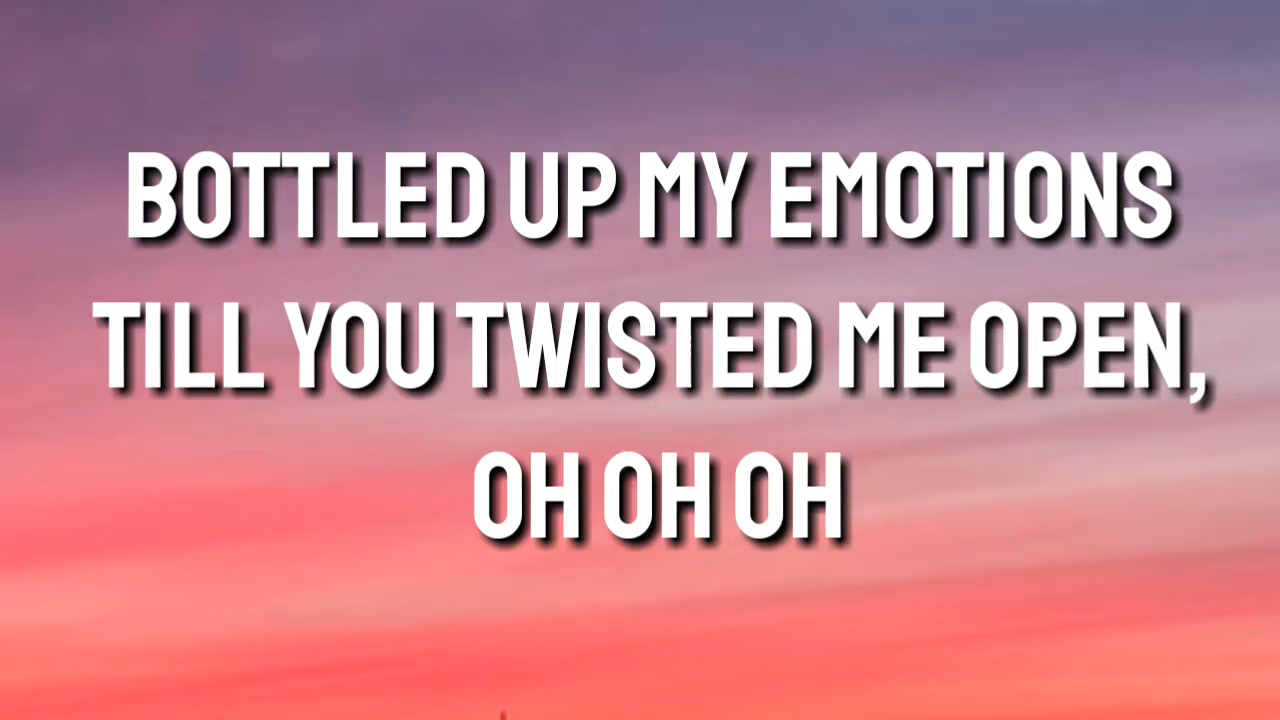 BOTTLED UP MY EMOTIONS
TILL YOU TWISTED ME OPEN,
OH OH OH